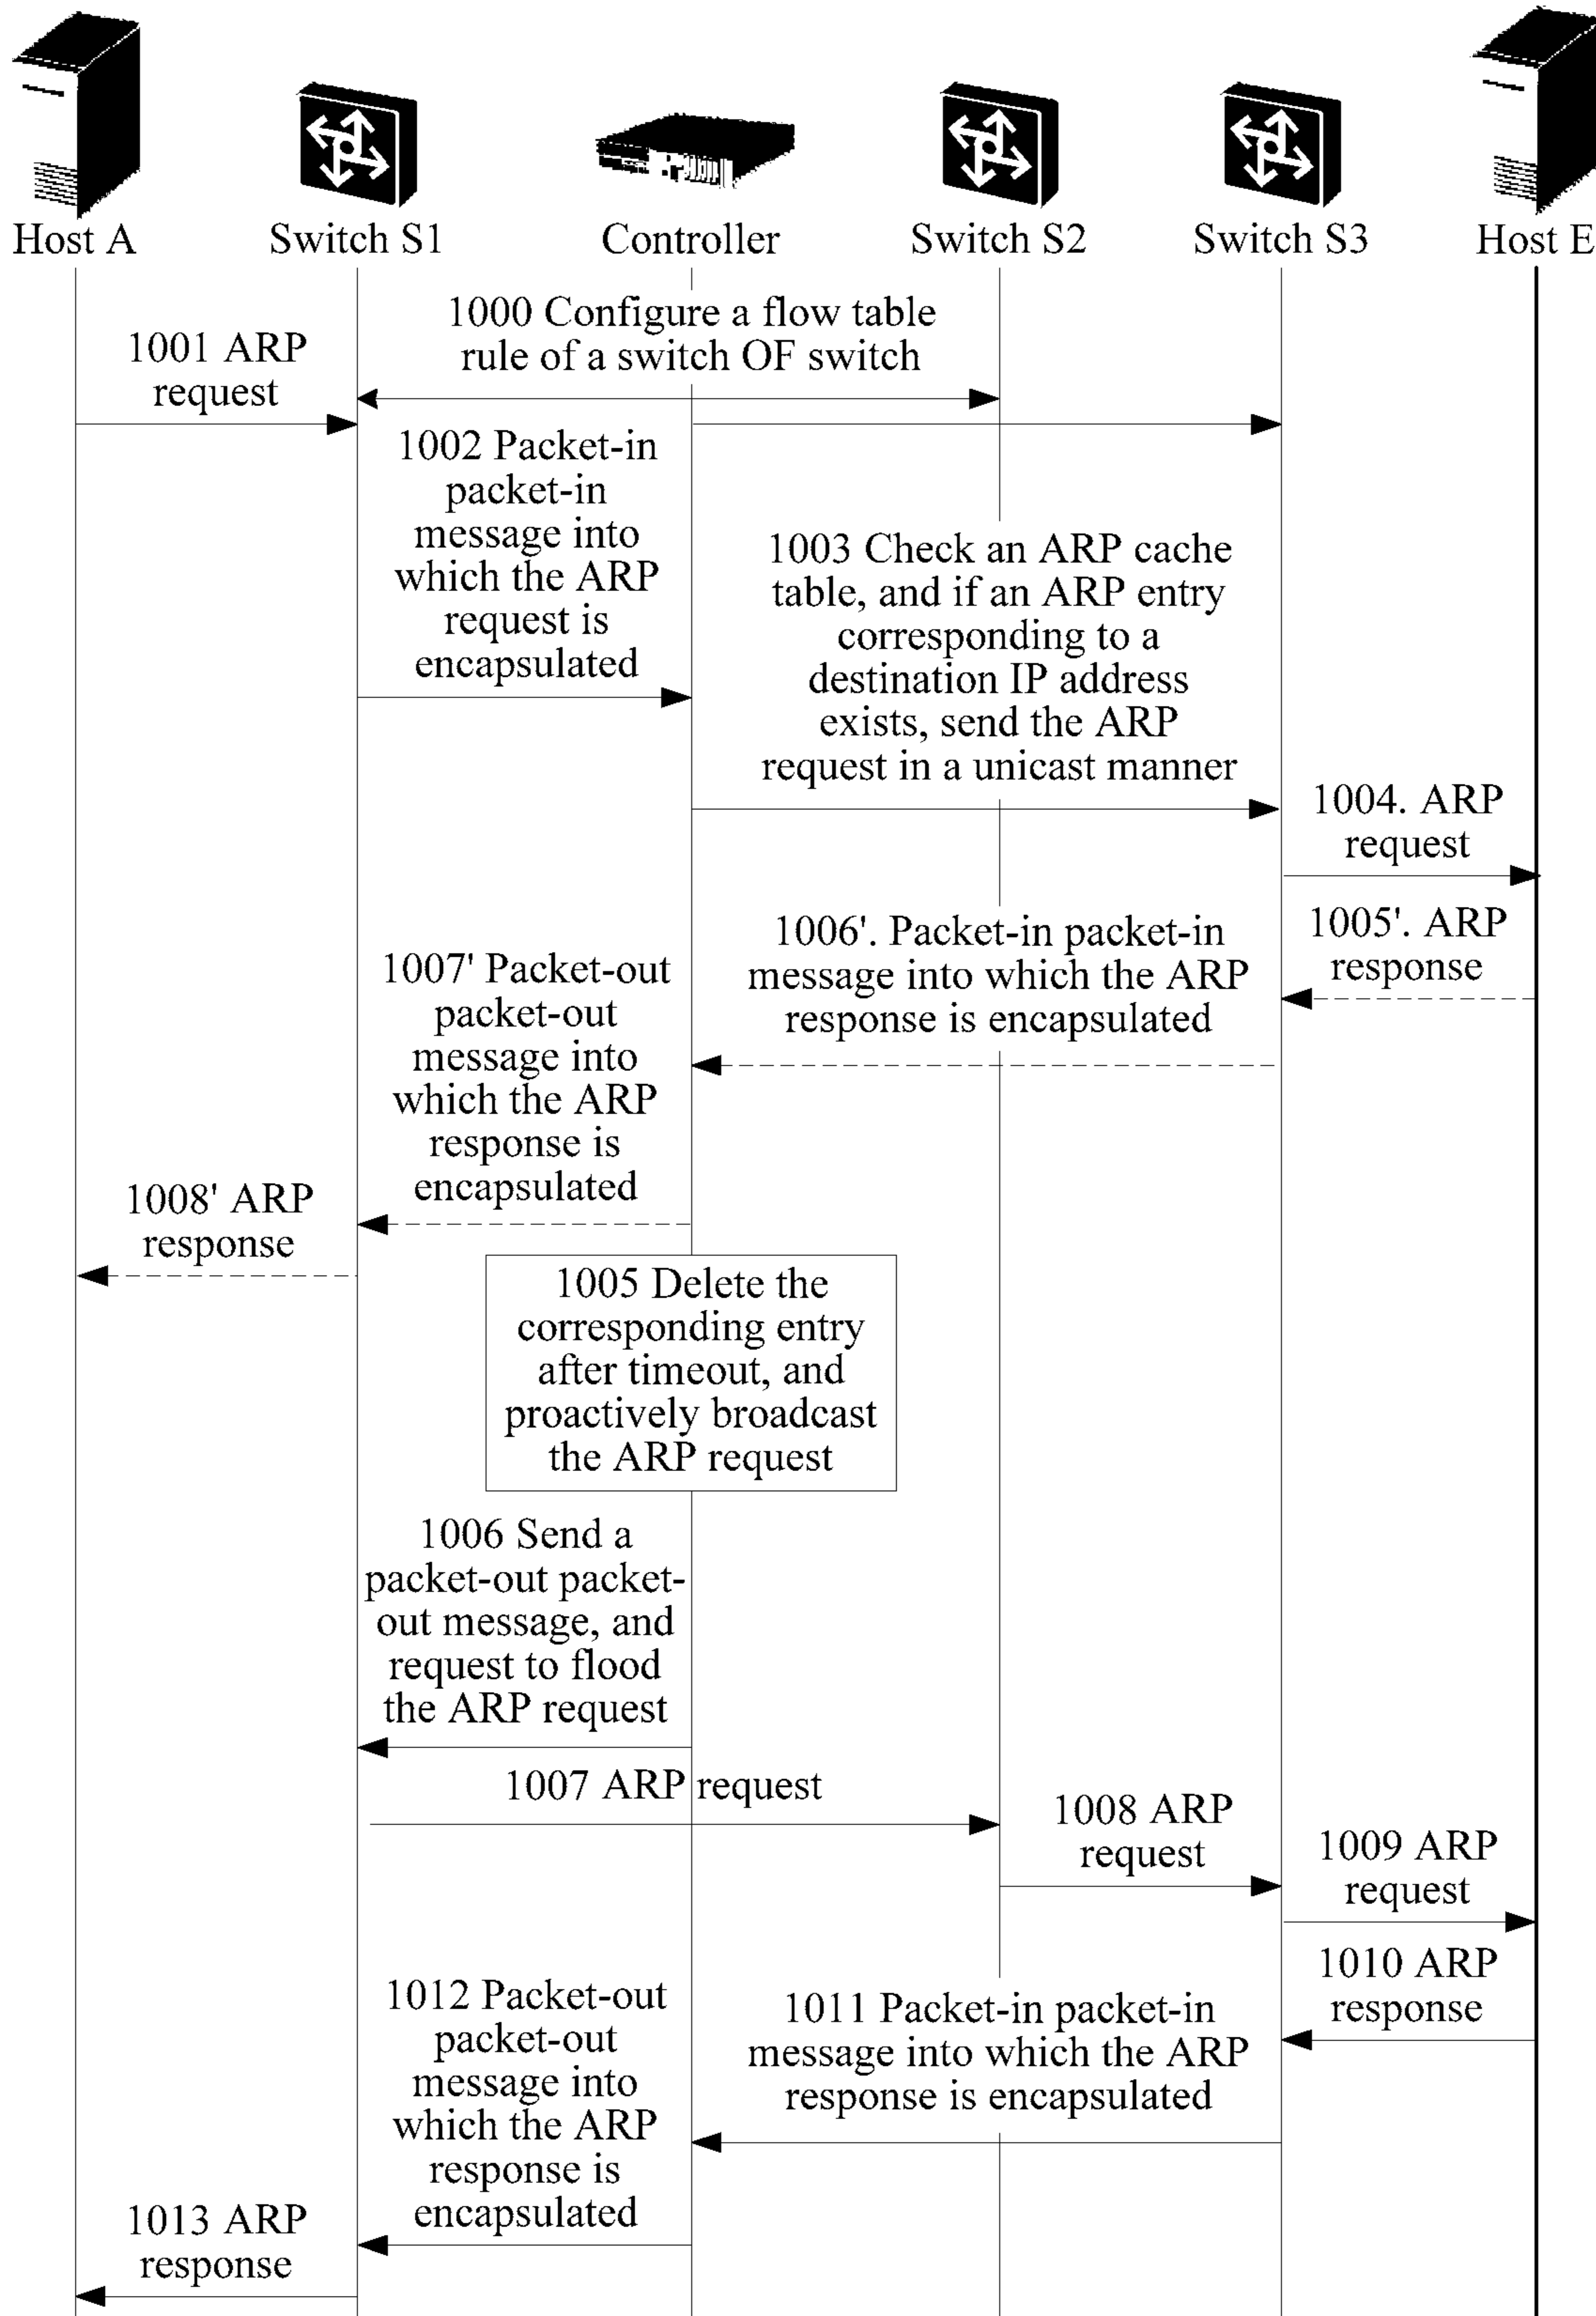 Host A
Switch S1
Controller
Switch S2
Switch S3
Host E
1000 Configure a flow table
rule of a switch OF switch
1001 ARP
request
1002 Packet-in
packet-in
message into
which the ARP
request is
encapsulated
1003 Check an ARP cache
table, and if an ARP entry
corresponding to a
destination IP address
exists, send the ARP
request in a unicast manner
1004. ARP
request
1005'. ARP
response
1006'. Packet-in packet-in
message into which the ARP
response is encapsulated
1007' Packet-out
packet-out
message into
which the ARP
response is
encapsulated
1008' ARP
response
1005 Delete the
corresponding entry
after timeout, and
proactively broadcast
the ARP request
1006 Send a
packet-out packet-
out message, and
request to flood
the ARP request
1007 ARP request
1008 ARP
request
1009 ARP
request
1010 ARP
response
1011 Packet-in packet-in
message into which the ARP
response is encapsulated
1012 Packet-out
packet-out
message into
which the ARP
response is
encapsulated
1013 ARP
response